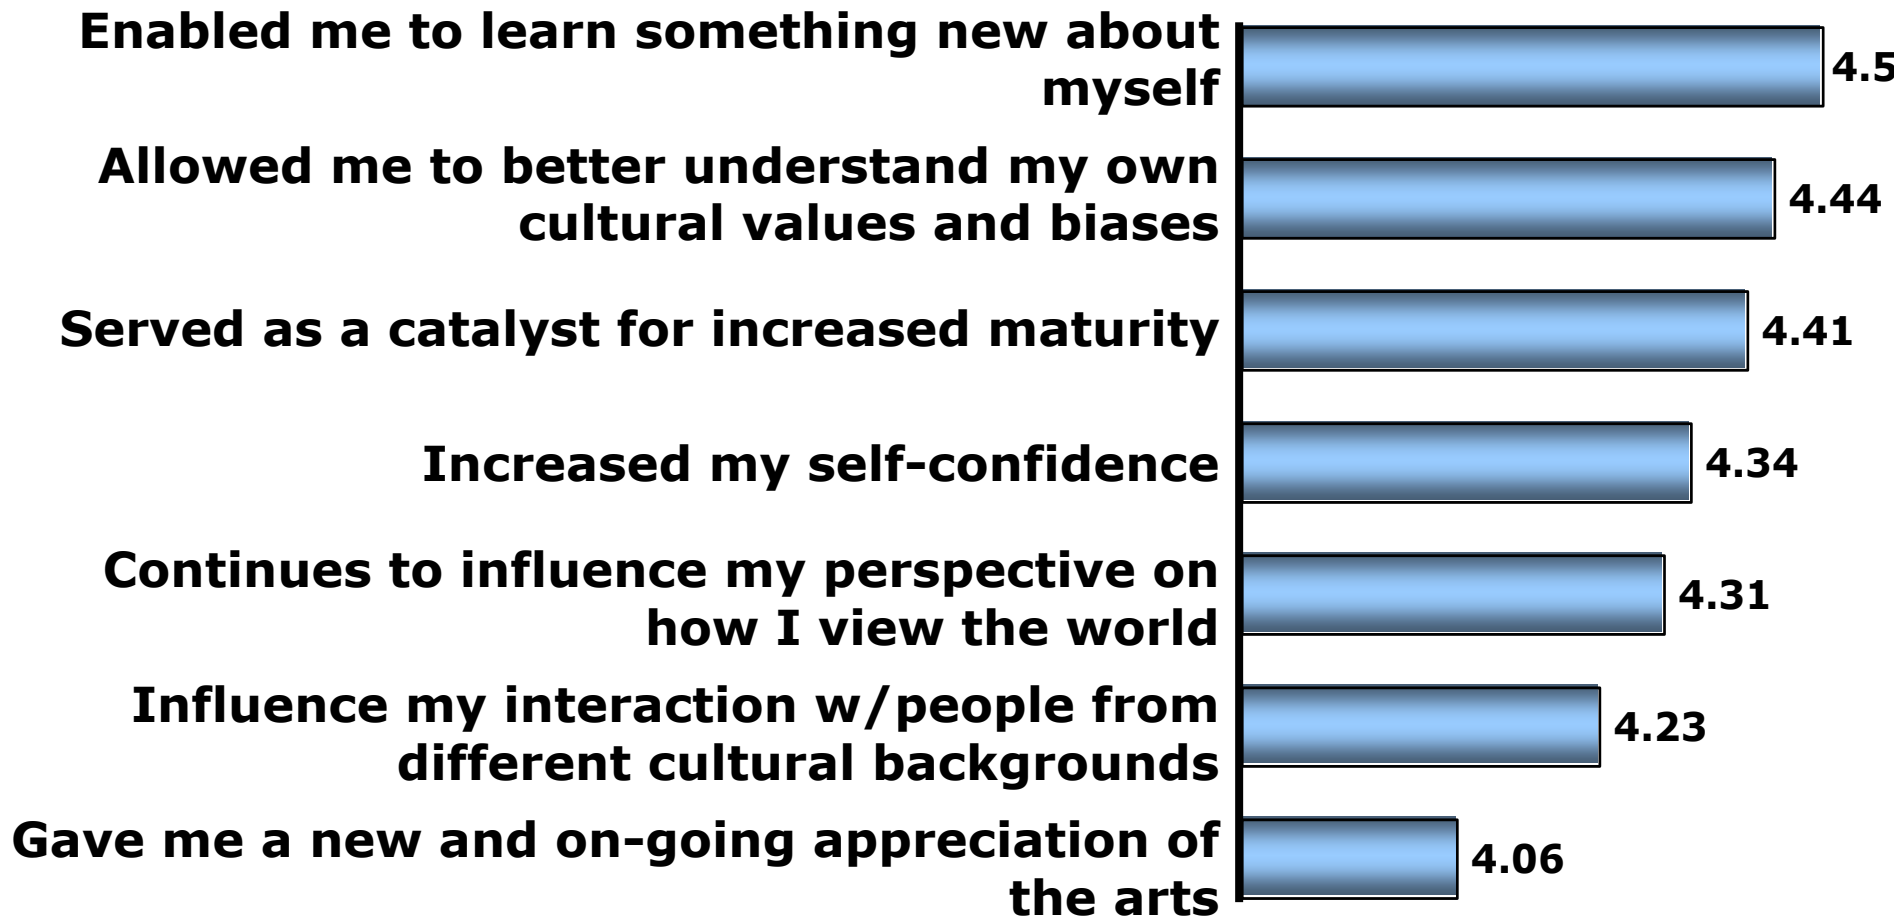 Enabled me to learn something new about
myself
4.5
Allowed me to better understand my own
cultural values and biases
4.44
Served as a catalyst for increased maturity
4.41
Increased my self-confidence
4.34
Continues to influence my perspective on
how I view the world
4.31
Influence my interaction w/people from
different cultural backgrounds
4.23
Gave me a new and on-going appreciation of
the arts
4.06